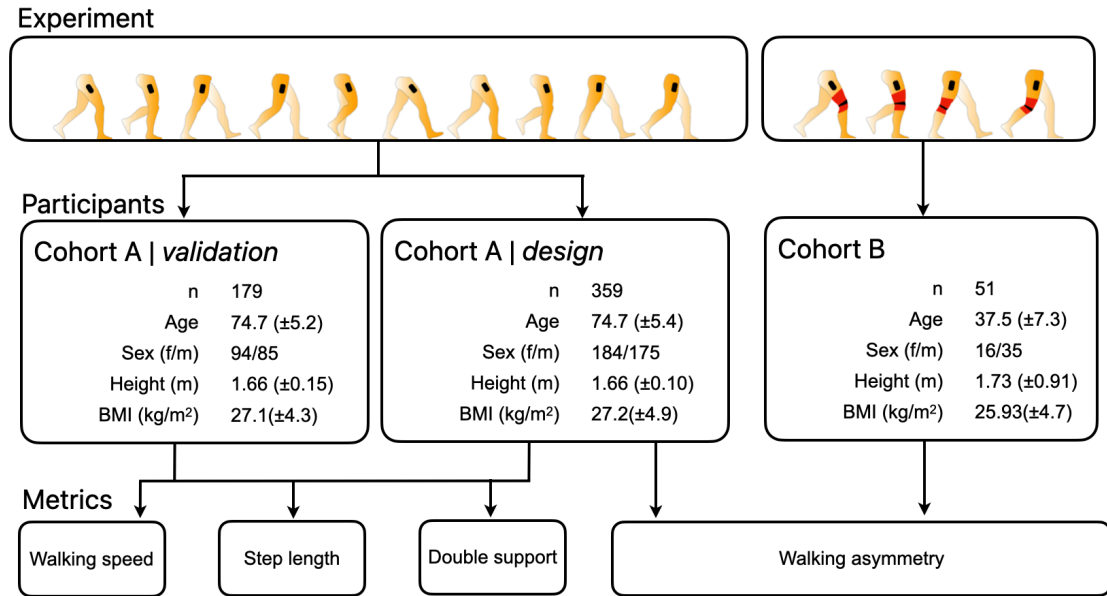 Experiment
Participants
Cohort A | validation
n 179
Age 74.7 (±5.2)
Sex (f/m) 94/85
Height (m) 1.66 (±0.15)
BMI (kg/m²) 27.1(±4.3)
Cohort A | design
n 359
Age 74.7 (±5.4)
Sex (f/m) 184/175
Height (m) 1.66 (±0.10)
BMI (kg/m²) 27.2(±4.9)
Cohort B
n 51
Age 37.5 (±7.3)
Sex (f/m) 16/35
Height (m) 1.73 (±0.91)
BMI (kg/m²) 25.93(±4.7)
Metrics
Walking speed
Step length
Double support
Walking asymmetry